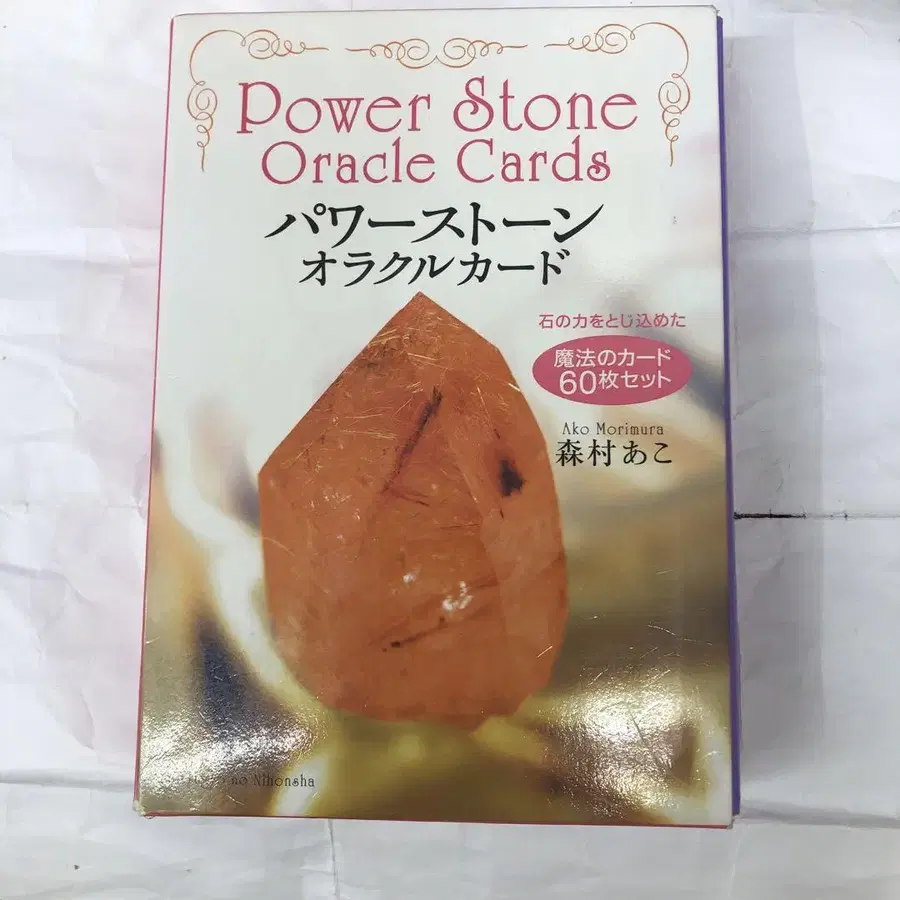 Power Stone
Oracle Cards
パワーストーン
オラクルカード
石の力をとじ込めた
魔法のカード
60枚セット
Ako Morimura
森村あこ
no Nihonsha